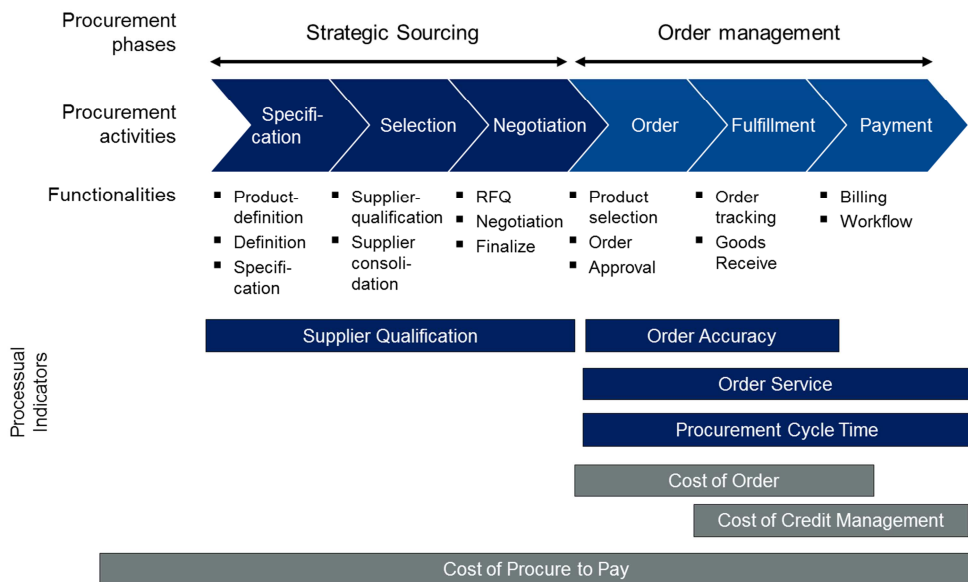 Procurement
phases
Strategic Sourcing
Order management
Procurement
activities
Specifi-
cation
Selection
Negotiation
Order
Fulfillment
Payment
Functionalities
Product-
definition
Definition
Specifi-
cation
Supplier-
qualification
Supplier
consoli-
dation
RFQ
Negotiation
Finalize
Product
selection
Order
Approval
Order
tracking
Goods
Receive
Billing
Workflow
Processual
Indicators
Supplier Qualification
Order Accuracy
Order Service
Procurement Cycle Time
Cost of Order
Cost of Credit Management
Cost of Procure to Pay